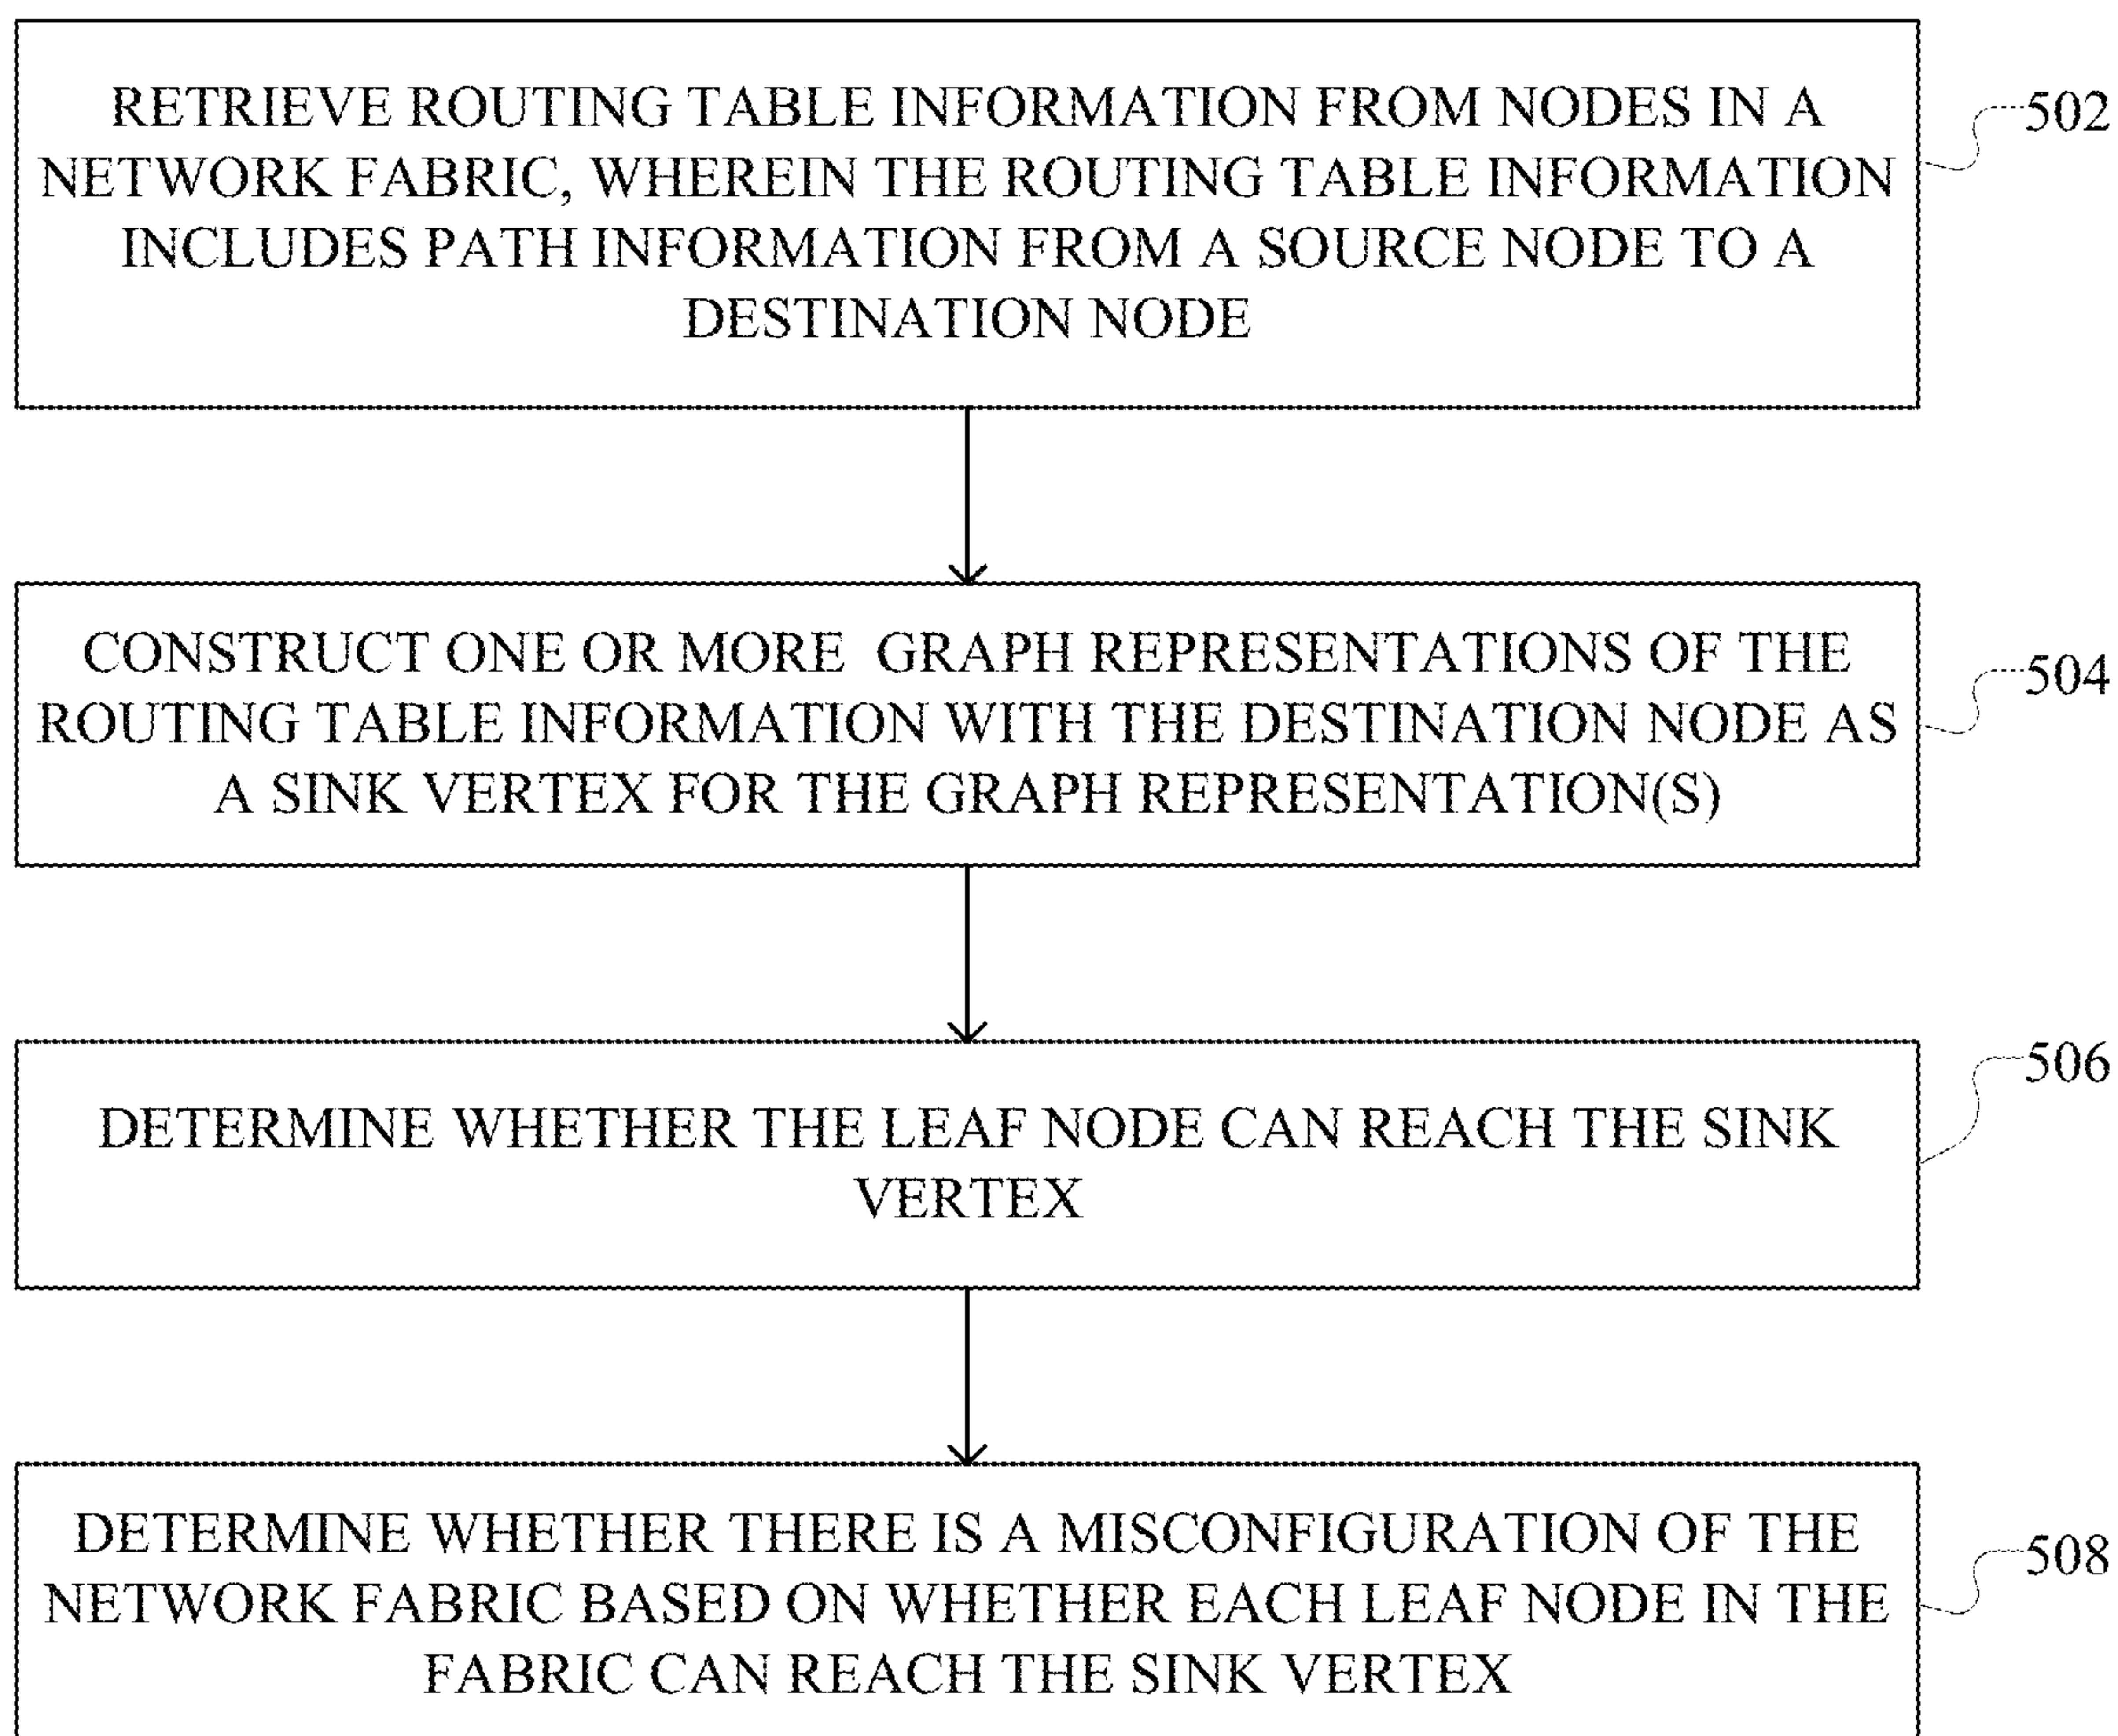 RETRIEVE ROUTING TABLE INFORMATION FROM NODES IN A
NETWORK FABRIC, WHEREIN THE ROUTING TABLE INFORMATION
INCLUDES PATH INFORMATION FROM A SOURCE NODE TO A
DESTINATION NODE
502
CONSTRUCT ONE OR MORE GRAPH REPRESENTATIONS OF THE
ROUTING TABLE INFORMATION WITH THE DESTINATION NODE AS
A SINK VERTEX FOR THE GRAPH REPRESENTATION(S)
504
DETERMINE WHETHER THE LEAF NODE CAN REACH THE SINK
VERTEX
506
DETERMINE WHETHER THERE IS A MISCONFIGURATION OF THE
NETWORK FABRIC BASED ON WHETHER EACH LEAF NODE IN THE
FABRIC CAN REACH THE SINK VERTEX
508